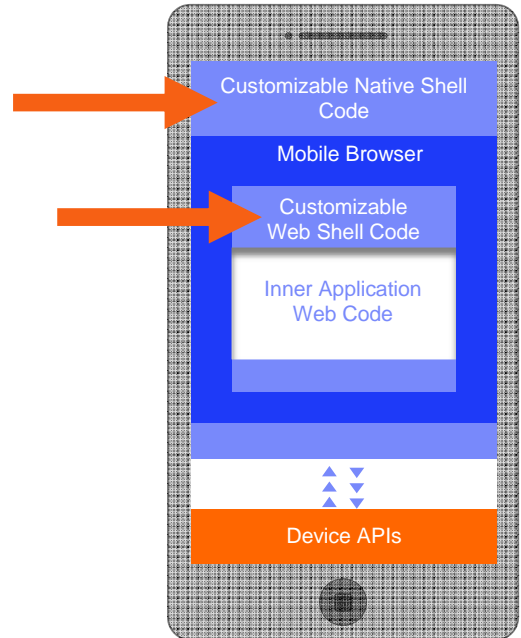 Customizable Native Shell
Code
Mobile Browser
Customizable
Web Shell Code
Inner Application
Web Code
Device APIs